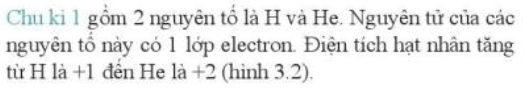 Chu kì 1 gồm 2 nguyên tố là H và He. Nguyên tử của các
nguyên tố này có 1 lớp electron. Điện tích hạt nhân tăng
từ H là +1 đến He là +2 (hình 3.2).